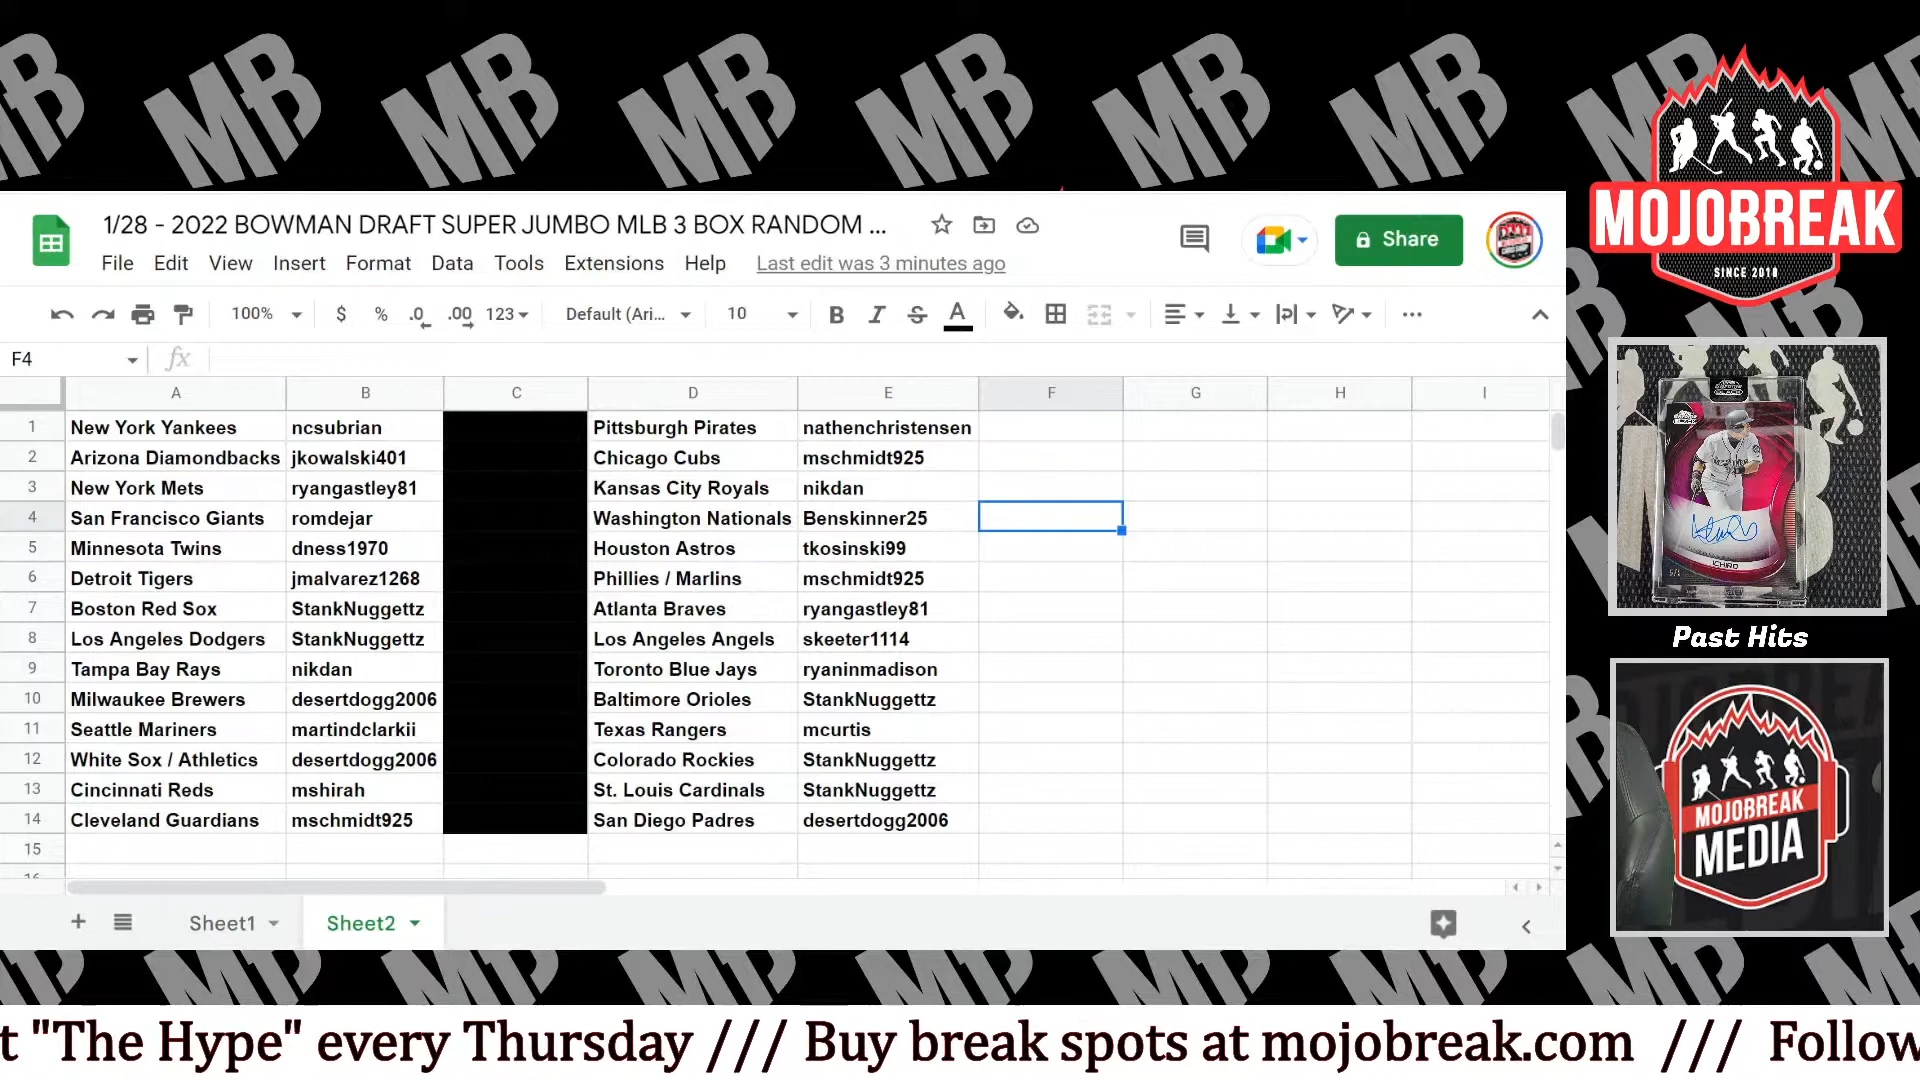 1/28 - 2022 BOWMAN DRAFT SUPER JUMBO MLB 3 BOX RANDOM ...
File Edit View Insert Format Data Tools Extensions Help Last edit was 3 minutes ago
Share
100% $ % .0 .00 123 Default (Ari... 10 B I S A ...
F4 fx
A B C D E F G H I
1 New York Yankees ncsubrian Pittsburgh Pirates nathenchristensen
2 Arizona Diamondbacks jkowalski401 Chicago Cubs mschmidt925
3 New York Mets ryangastley81 Kansas City Royals nikdan
4 San Francisco Giants romdejar Washington Nationals Benskinner25
5 Minnesota Twins dness1970 Houston Astros tkosinski99
6 Detroit Tigers jmalvarez1268 Phillies / Marlins mschmidt925
7 Boston Red Sox StankNuggettz Atlanta Braves ryangastley81
8 Los Angeles Dodgers StankNuggettz Los Angeles Angels skeeter1114
9 Tampa Bay Rays nikdan Toronto Blue Jays ryaninmadison
10 Milwaukee Brewers desertdogg2006 Baltimore Orioles StankNuggettz
11 Seattle Mariners martindclarkii Texas Rangers mcurtis
12 White Sox / Athletics desertdogg2006 Colorado Rockies StankNuggettz
13 Cincinnati Reds mshirah St. Louis Cardinals StankNuggettz
14 Cleveland Guardians mschmidt925 San Diego Padres desertdogg2006
15
16
+ Sheet1 Sheet2
MOJOBREAK
SINCE 2018
ICHIRO
Past Hits
MOJOBREAK
MEDIA
t "The Hype" every Thursday /// Buy break spots at mojobreak.com /// Follow